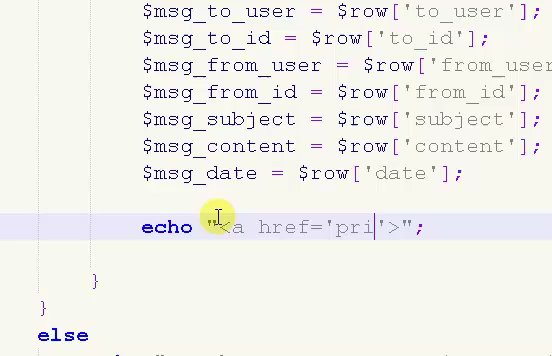 $msg_to_user = $row['to_user'];
$msg_to_id = $row['to_id'];
$msg_from_user = $row['from_user
$msg_from_id = $row['from_id'];
$msg_subject = $row['subject'];
$msg_content = $row['content'];
$msg_date = $row['date'];
echo "<a href='pri'>";
}
}
else